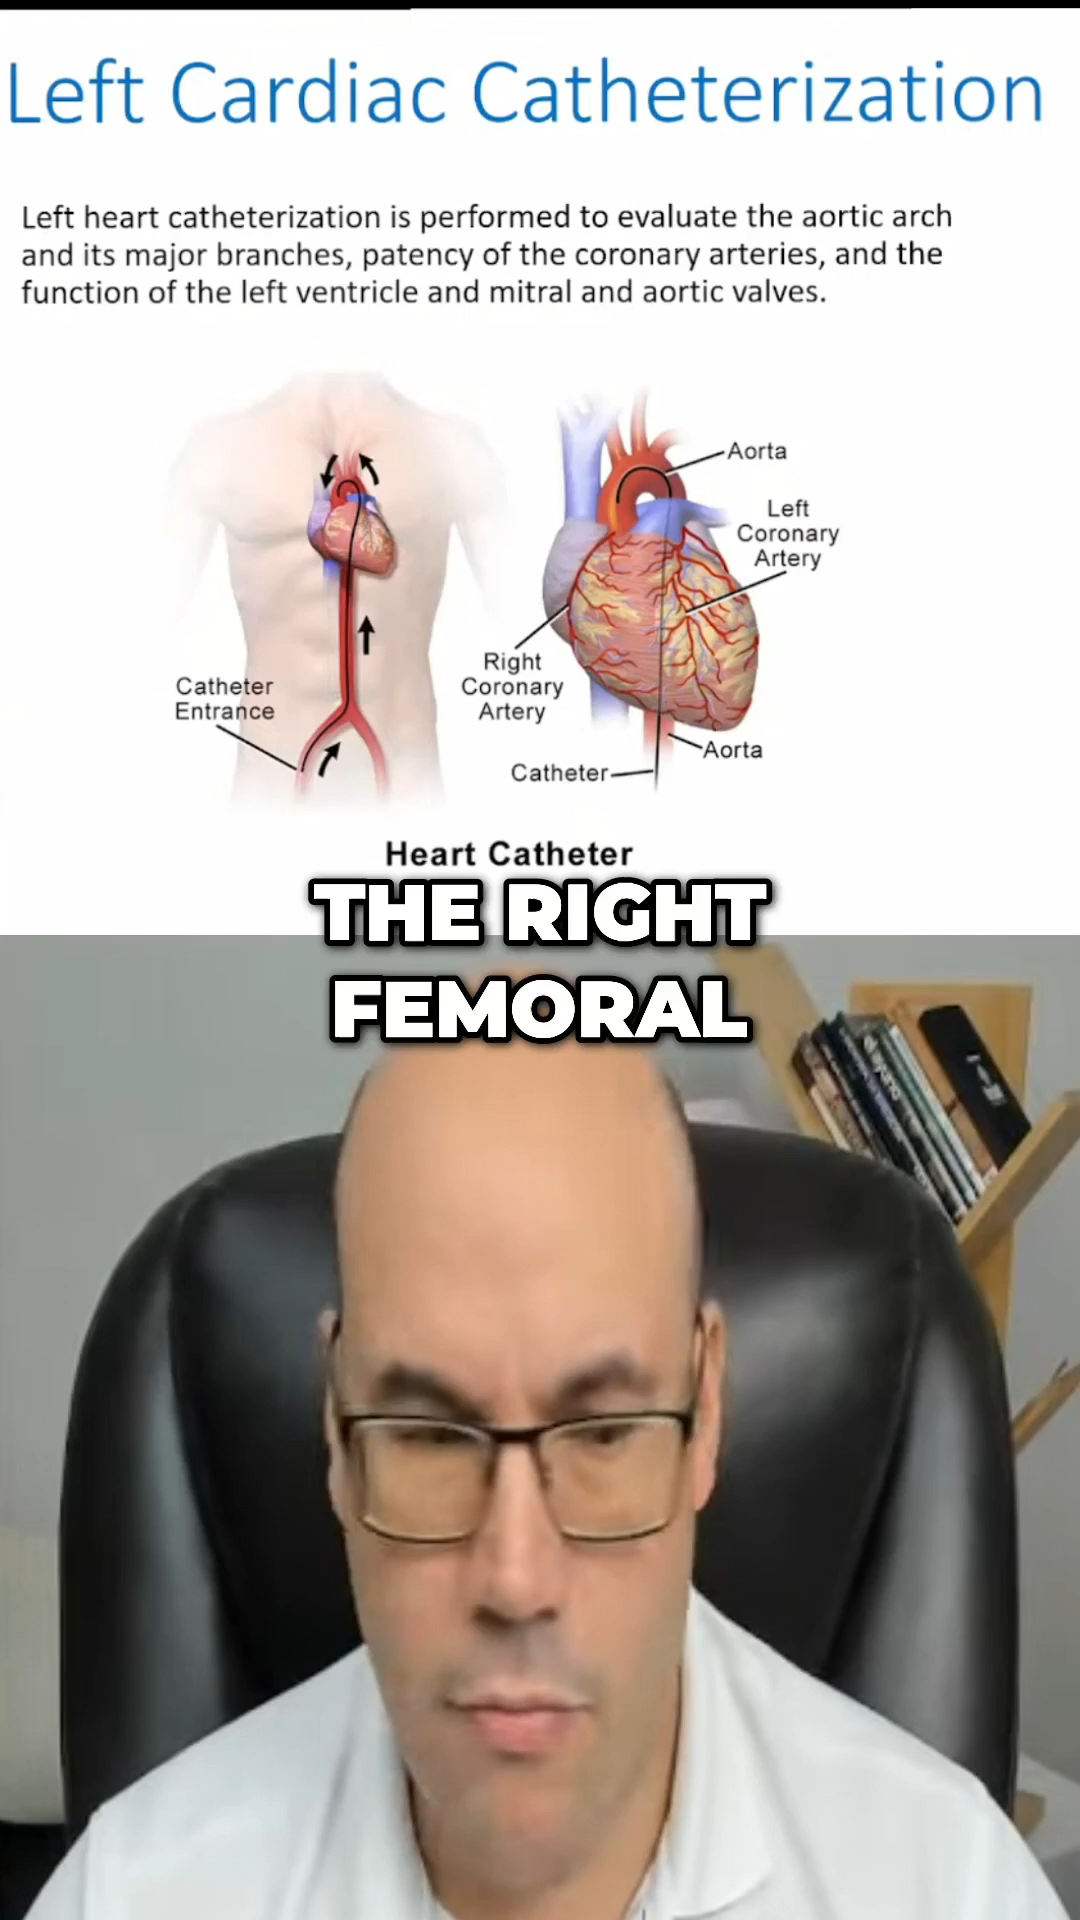 Left Cardiac Catheterization
Left heart catheterization is performed to evaluate the aortic arch
and its major branches, patency of the coronary arteries, and the
function of the left ventricle and mitral and aortic valves.
Aorta
Left
Coronary
Artery
Right
Coronary
Artery
Catheter
Entrance
Aorta
Catheter
Heart Catheter
THE RIGHT
FEMORAL